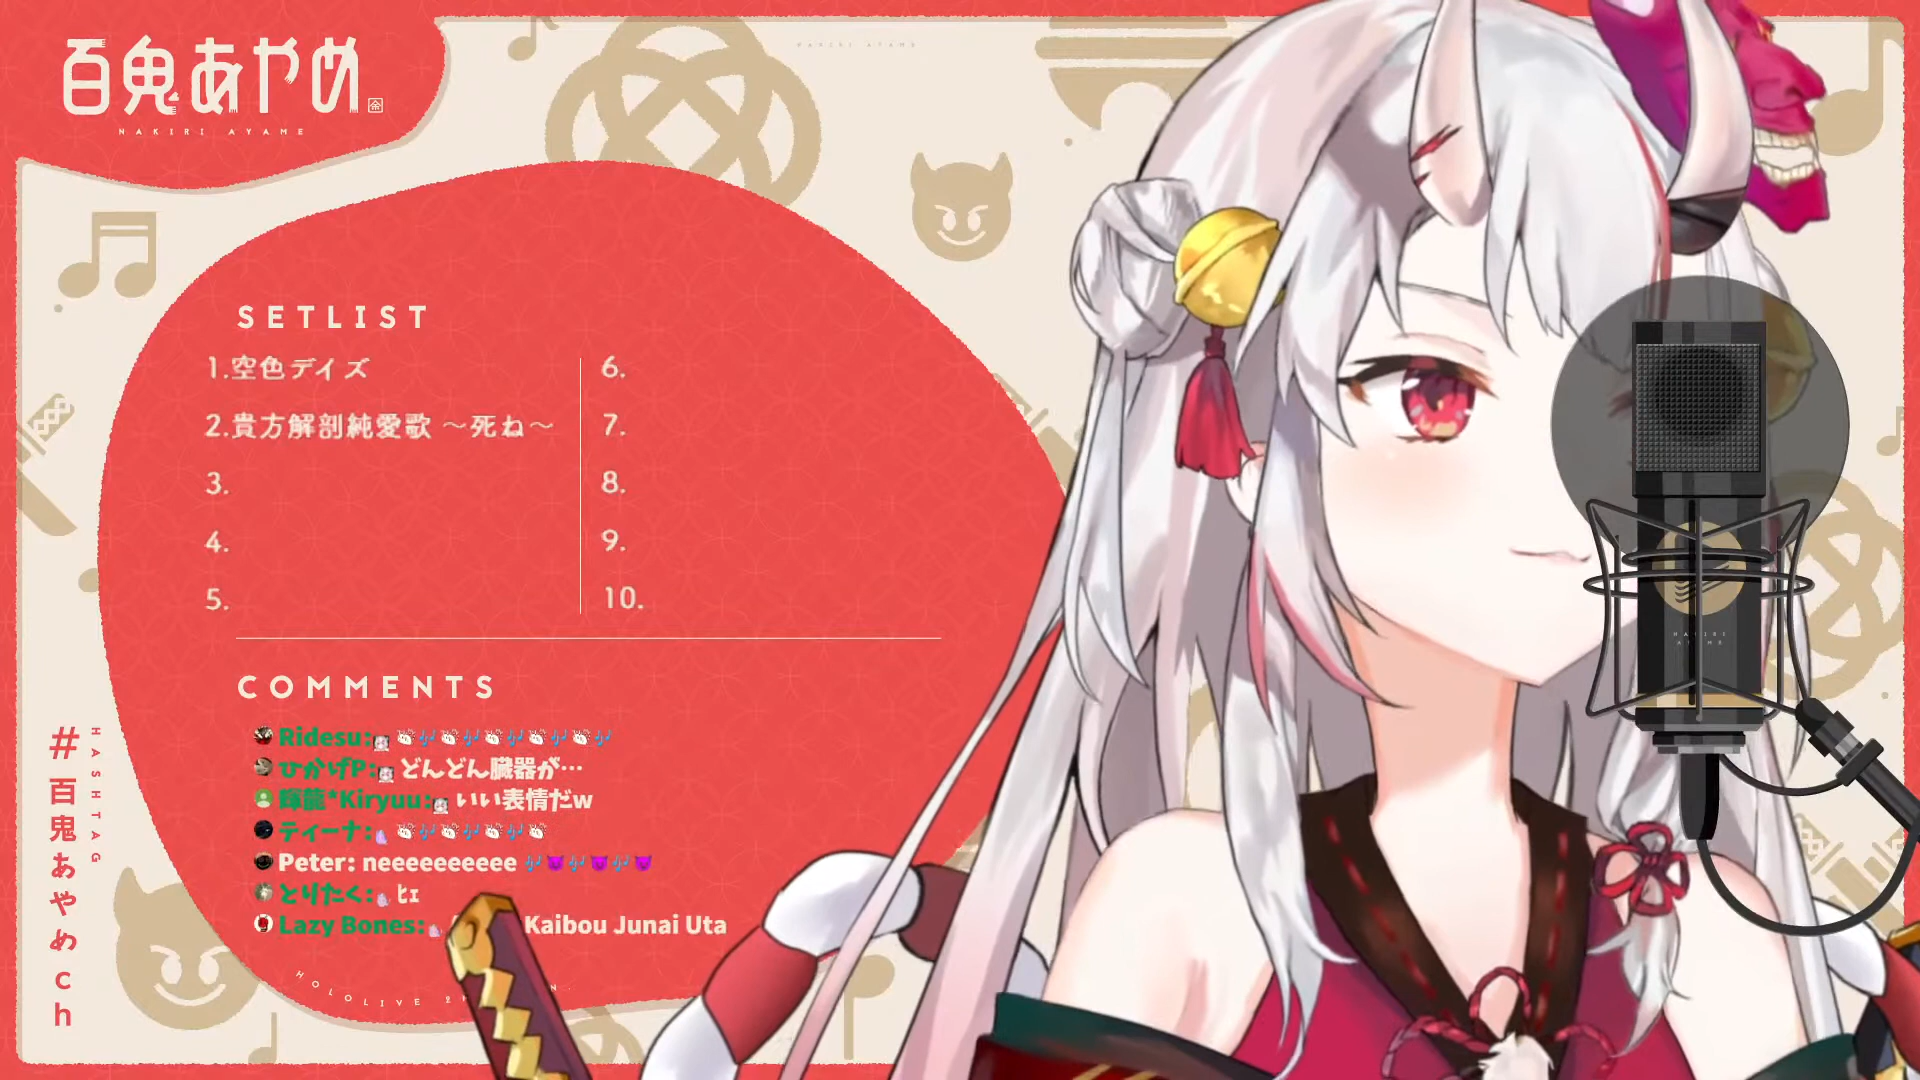 百鬼あやめ
NAKIRI AYAME
NAKIRI AYAME
SETLIST
1.空色デイズ
2.貴方解剖純愛歌 ～死ね～
3.
4.
5.
6.
7.
8.
9.
10.
COMMENTS
Ridesu:
ひかげP: どんどん臓器が…
輝龍*Kiryuu: いい表情だw
ティーナ:
Peter: neeeeeeeeee
とりたく: ﾋｪ
Lazy Bones: Kaibou Junai Uta
HOLOLIVE
#百鬼あやめch
HASHTAG